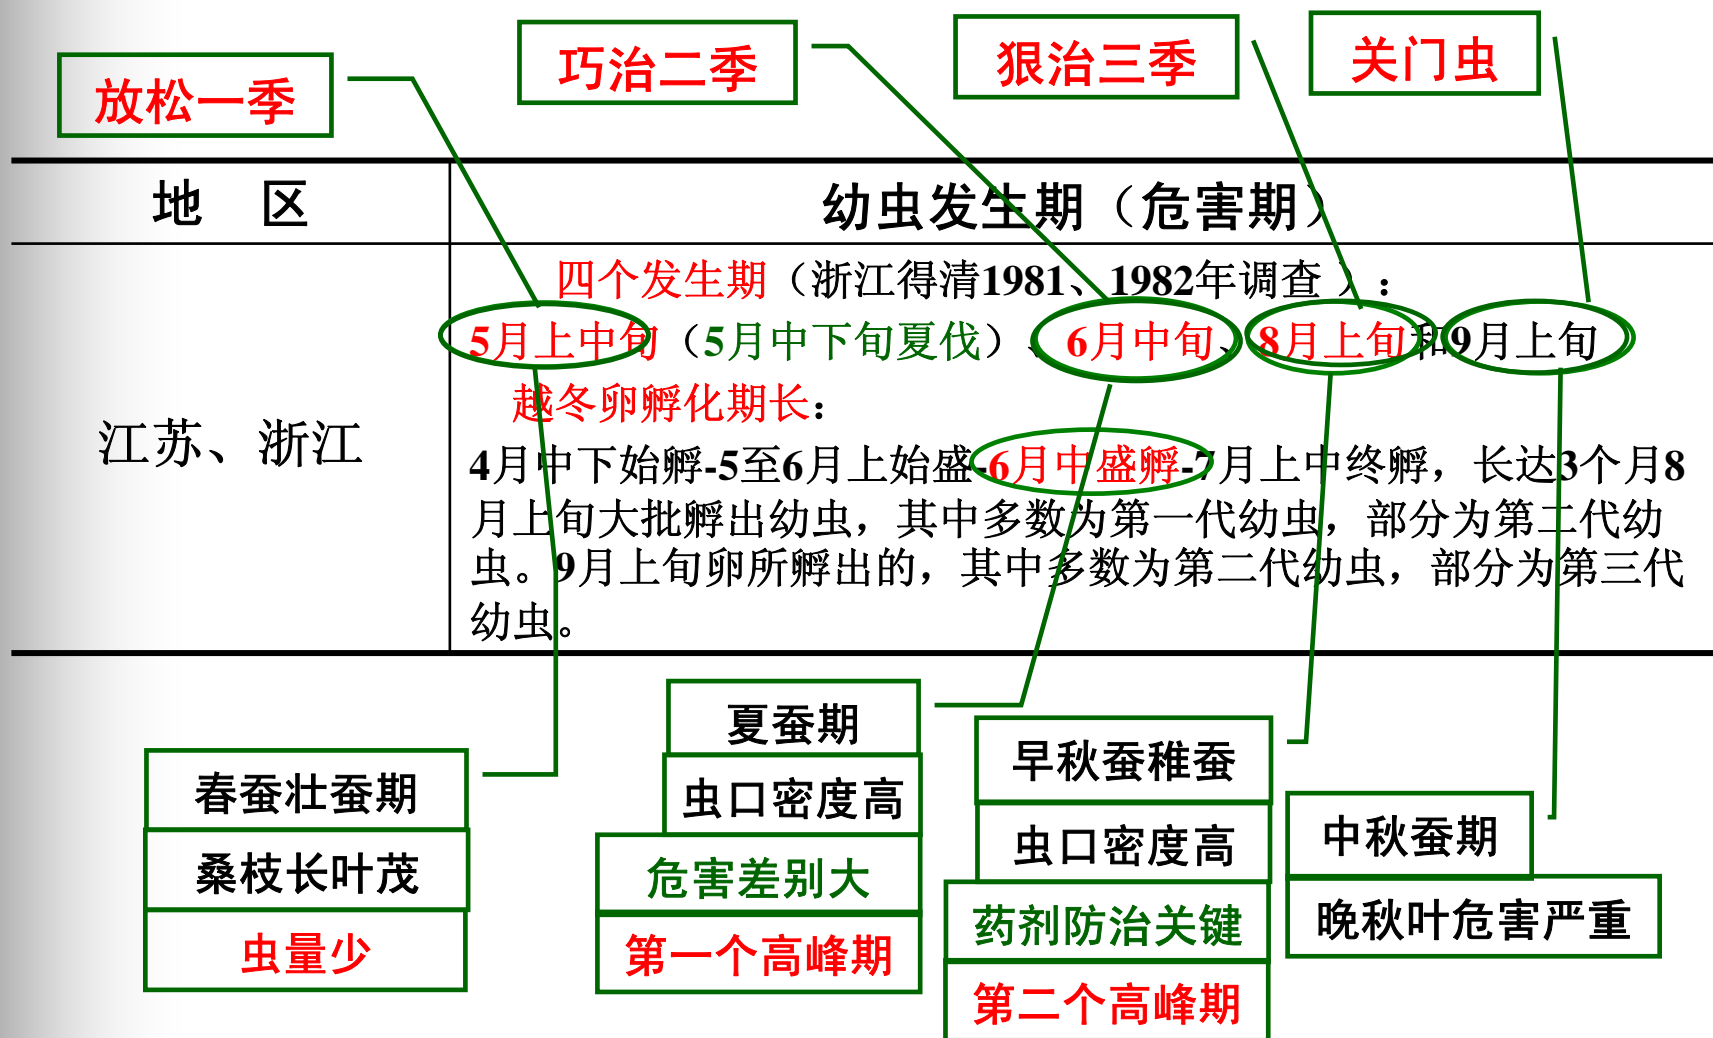 放松一季
巧治二季
狠治三季
关门虫
地 区
幼虫发生期（危害期）
江苏、浙江
四个发生期（浙江得清1981、1982年调查 ）：
5月上中旬（5月中下旬夏伐）、6月中旬、8月上旬和9月上旬
越冬卵孵化期长：
4月中下始孵-5至6月上始盛-6月中盛孵-7月上中终孵，长达3个月8
月上旬大批孵出幼虫，其中多数为第一代幼虫，部分为第二代幼
虫。9月上旬卵所孵出的，其中多数为第二代幼虫，部分为第三代
幼虫。
春蚕壮蚕期
桑枝长叶茂
虫量少
夏蚕期
虫口密度高
危害差别大
第一个高峰期
早秋蚕稚蚕
虫口密度高
药剂防治关键
第二个高峰期
中秋蚕期
晚秋叶危害严重